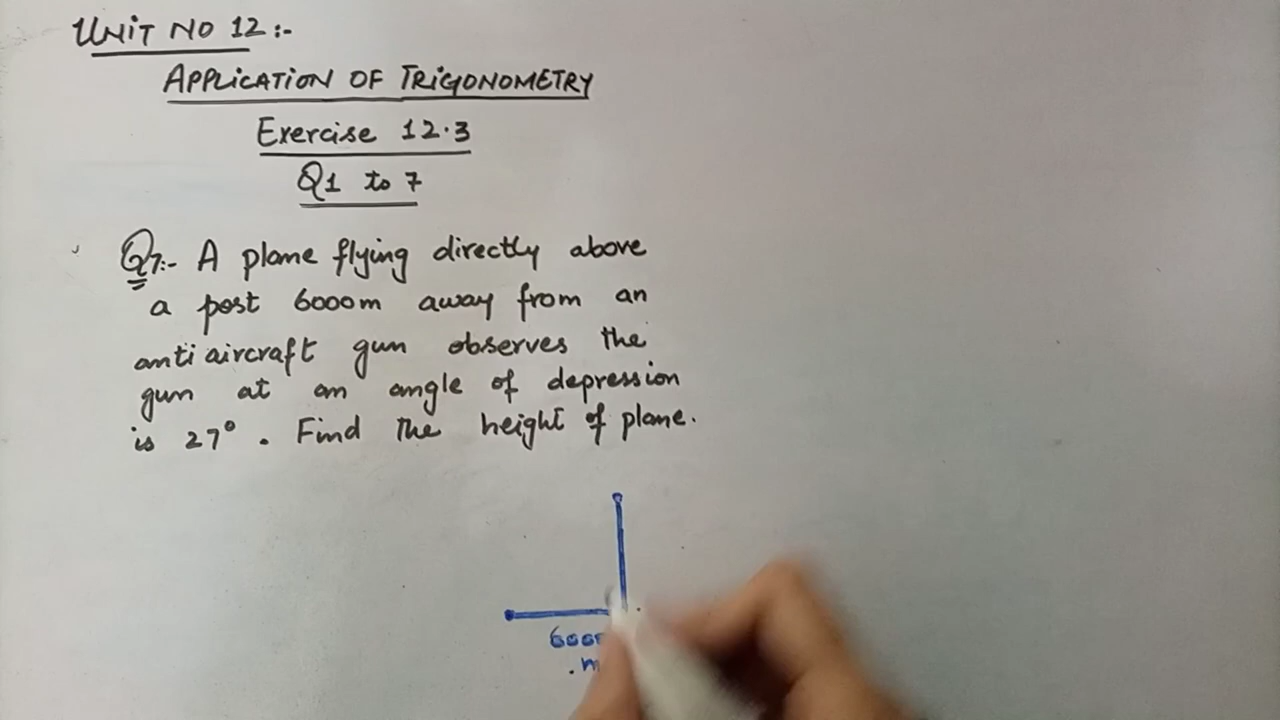 UNIT NO 12:-
APPLICATION OF TRIGONOMETRY
Exercise 12.3
Q1 to 7
Q7:- A plane flying directly above
a post 6000m away from an
anti aircraft gun observes the
gun at an angle of depression
is 27°. Find the height of plane.